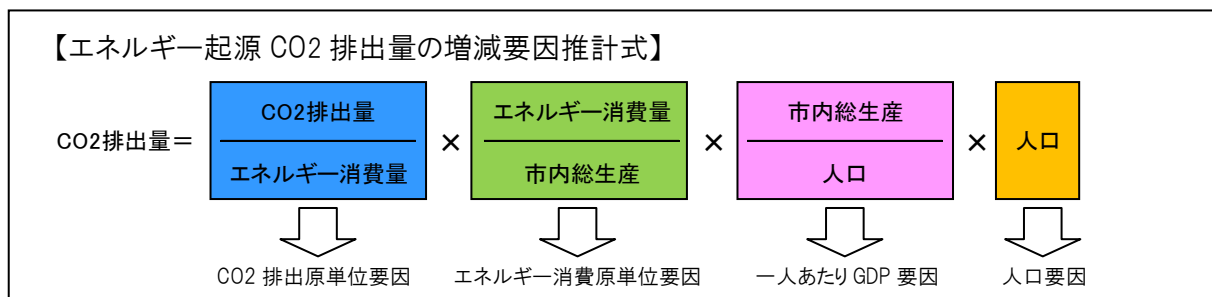 【エネルギー起源 CO2 排出量の増減要因推計式】
CO2排出量＝ CO2排出量 × エネルギー消費量 × 市内総生産 × 人口
エネルギー消費量 市内総生産 人口
CO2 排出原単位要因 エネルギー消費原単位要因 一人あたり GDP 要因 人口要因